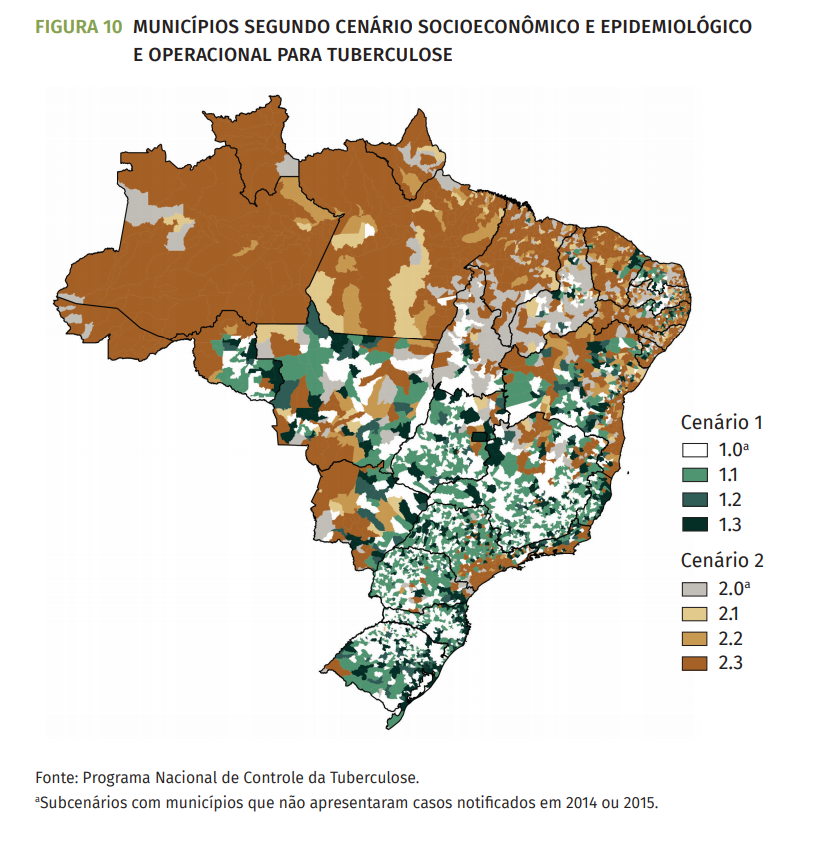 FIGURA 10 MUNICÍPIOS SEGUNDO CENÁRIO SOCIOECONÔMICO E EPIDEMIOLÓGICO
E OPERACIONAL PARA TUBERCULOSE
Cenário 1
1.0ª
1.1
1.2
1.3
Cenário 2
2.0ª
2.1
2.2
2.3
Fonte: Programa Nacional de Controle da Tuberculose.
ªSubcenários com municípios que não apresentaram casos notificados em 2014 ou 2015.